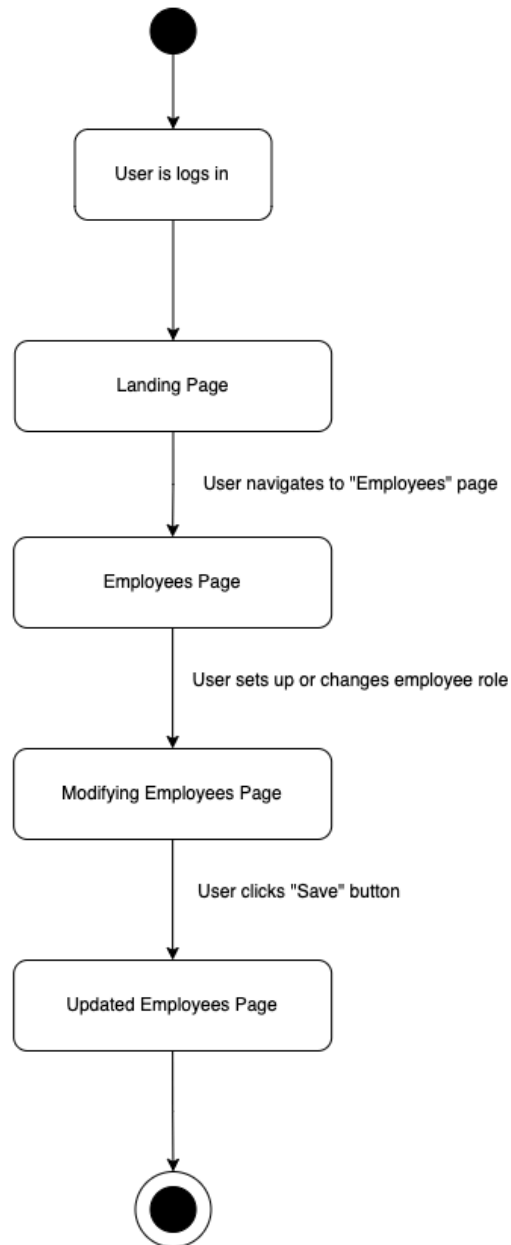 User is logs in
Landing Page
User navigates to "Employees" page
Employees Page
User sets up or changes employee role
Modifying Employees Page
User clicks "Save" button
Updated Employees Page